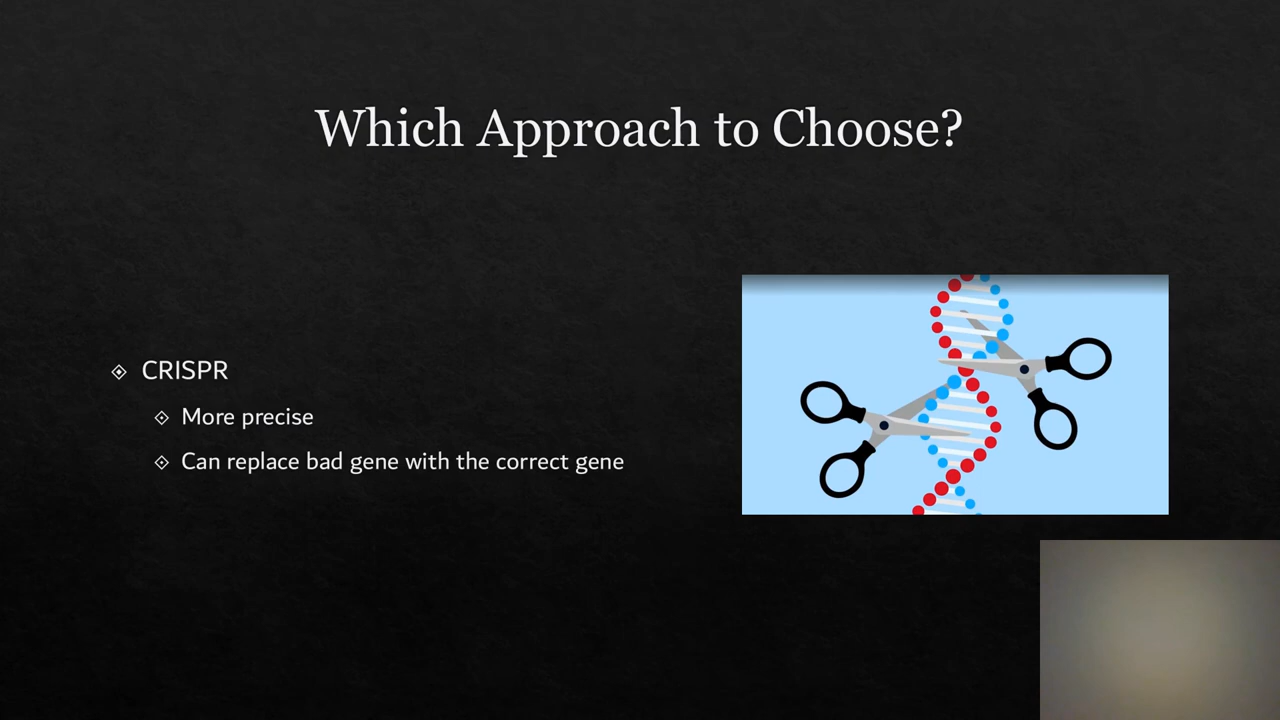 Which Approach to Choose?
CRISPR
More precise
Can replace bad gene with the correct gene